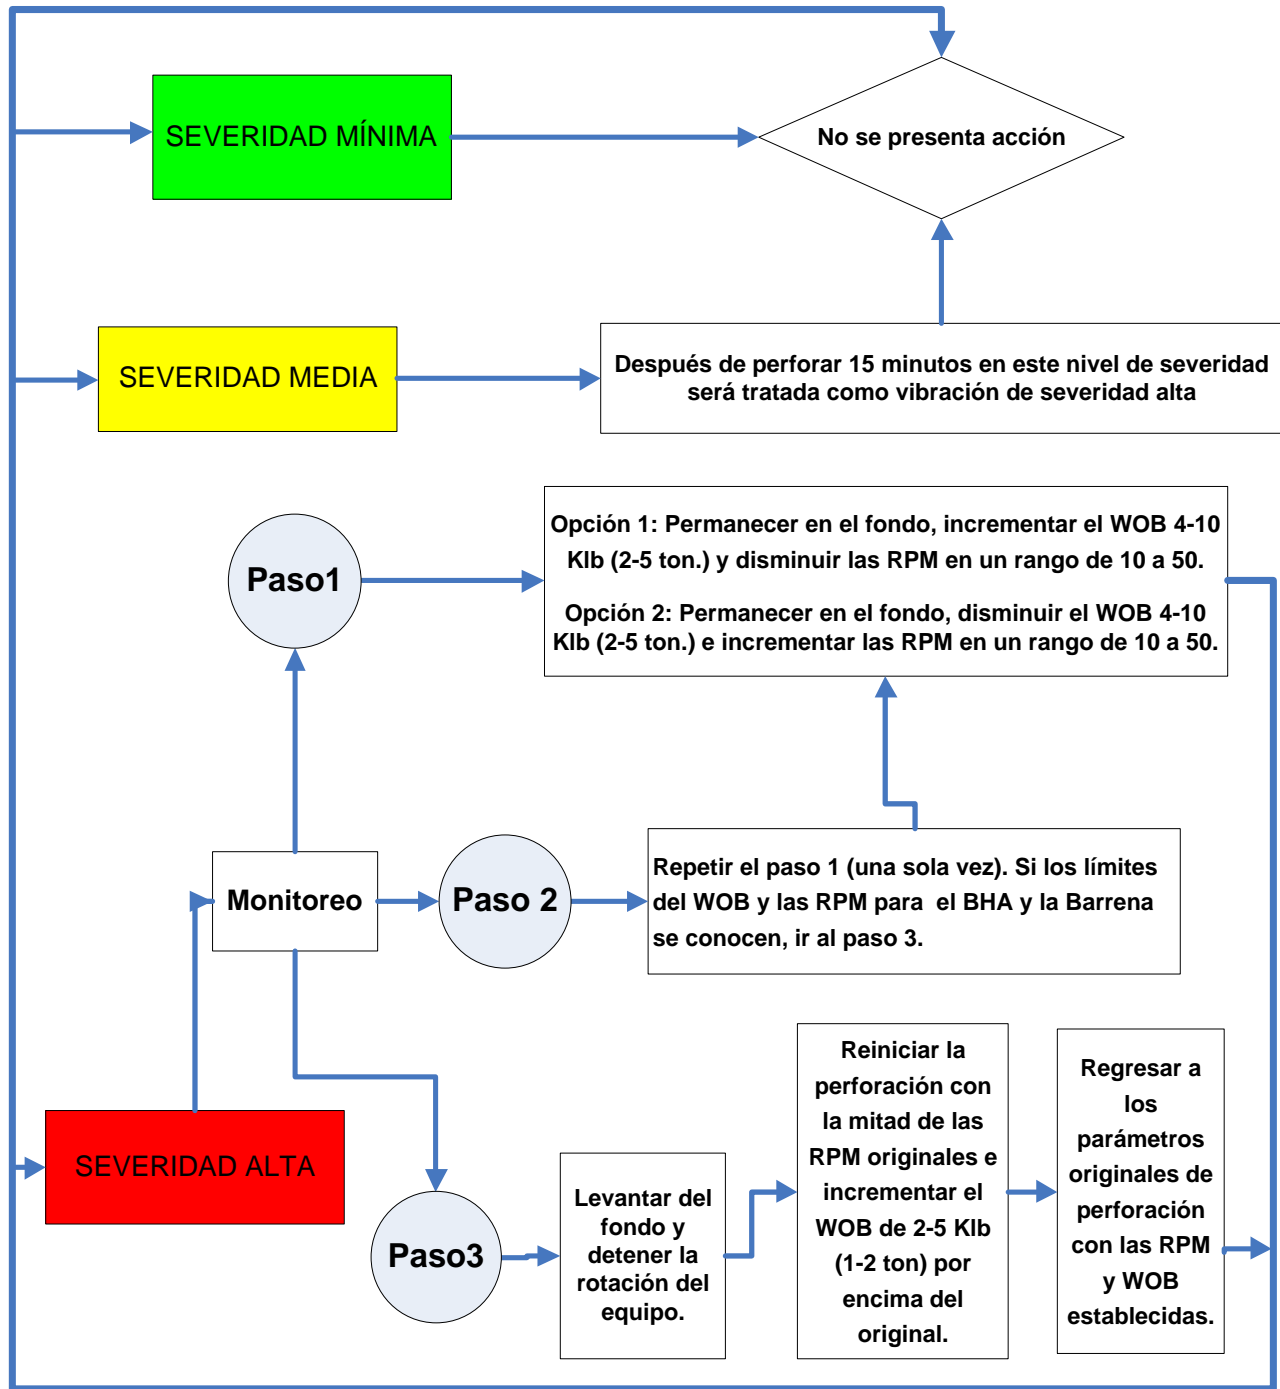 SEVERIDAD MÍNIMA
No se presenta acción
SEVERIDAD MEDIA
Después de perforar 15 minutos en este nivel de severidad
será tratada como vibración de severidad alta
Paso1
Opción 1: Permanecer en el fondo, incrementar el WOB 4-10
Klb (2-5 ton.) y disminuir las RPM en un rango de 10 a 50.
Opción 2: Permanecer en el fondo, disminuir el WOB 4-10
Klb (2-5 ton.) e incrementar las RPM en un rango de 10 a 50.
Monitoreo
Paso 2
Repetir el paso 1 (una sola vez). Si los límites
del WOB y las RPM para el BHA y la Barrena
se conocen, ir al paso 3.
SEVERIDAD ALTA
Paso3
Levantar del
fondo y
detener la
rotación del
equipo.
Reiniciar la
perforación con
la mitad de las
RPM originales e
incrementar el
WOB de 2-5 Klb
(1-2 ton) por
encima del
original.
Regresar a
los
parámetros
originales de
perforación
con las RPM
y WOB
establecidas.